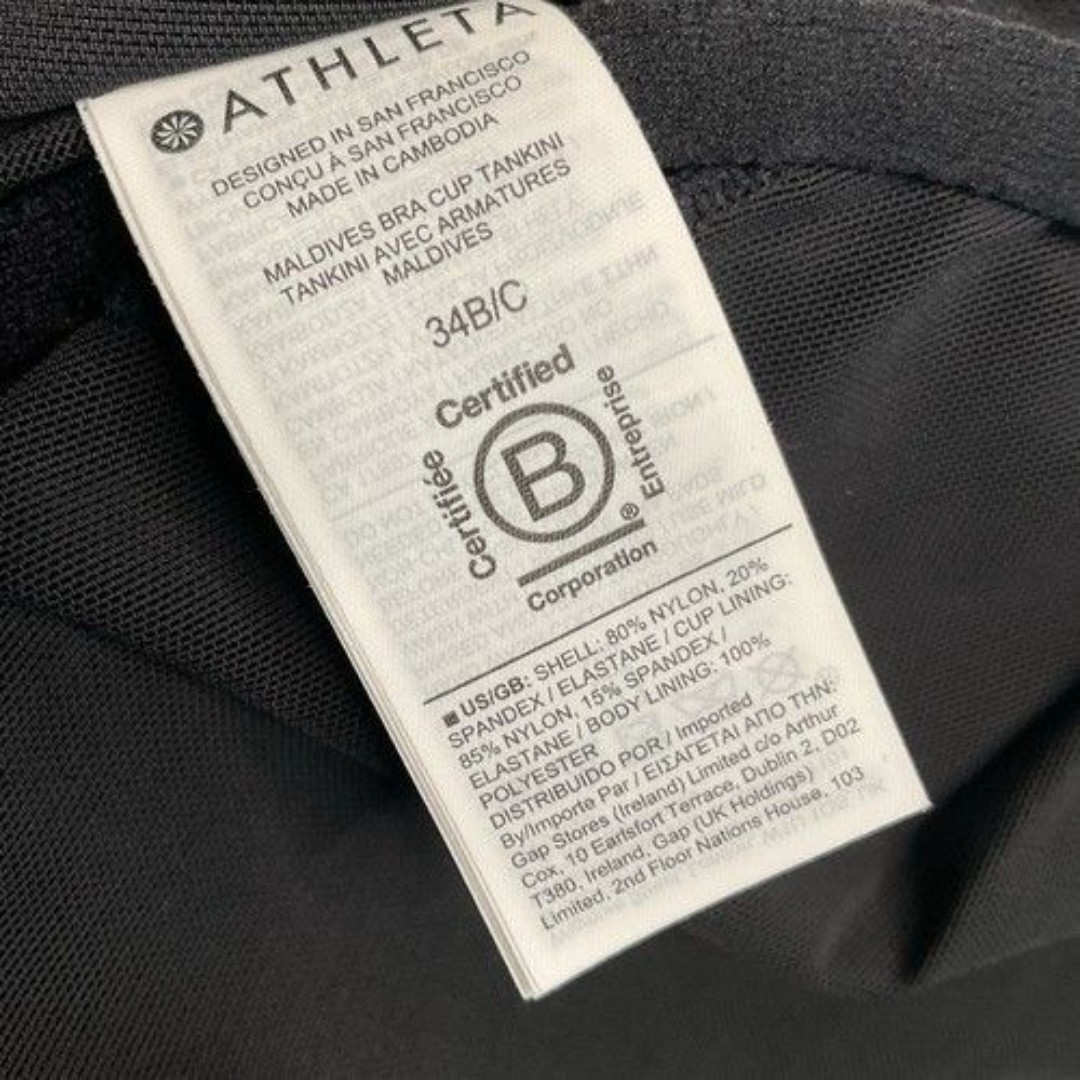 ATHLETA
DESIGNED IN SAN FRANCISCO
CONÇU À SAN FRANCISCO
MADE IN CAMBODIA
MALDIVES BRA CUP TANKINI
TANKINI AVEC ARMATURES
MALDIVES
34B/C
Certified
Certifiée
B
Entreprise
®
Corporation
■ US/GB: SHELL: 80% NYLON, 20%
SPANDEX / ELASTANE / CUP LINING:
85% NYLON, 15% SPANDEX /
ELASTANE / BODY LINING: 100%
POLYESTER
DISTRIBUIDO POR / Imported
By/Importe Par / ΕΙΣΑΓΕΤΑΙ ΑΠΟ ΤΗΝ:
Gap Stores (Ireland) Limited c/o Arthur
Cox, 10 Earlsfort Terrace, Dublin 2, D02
T380, Ireland, Gap (UK Holdings)
Limited, 2nd Floor Nations House, 103